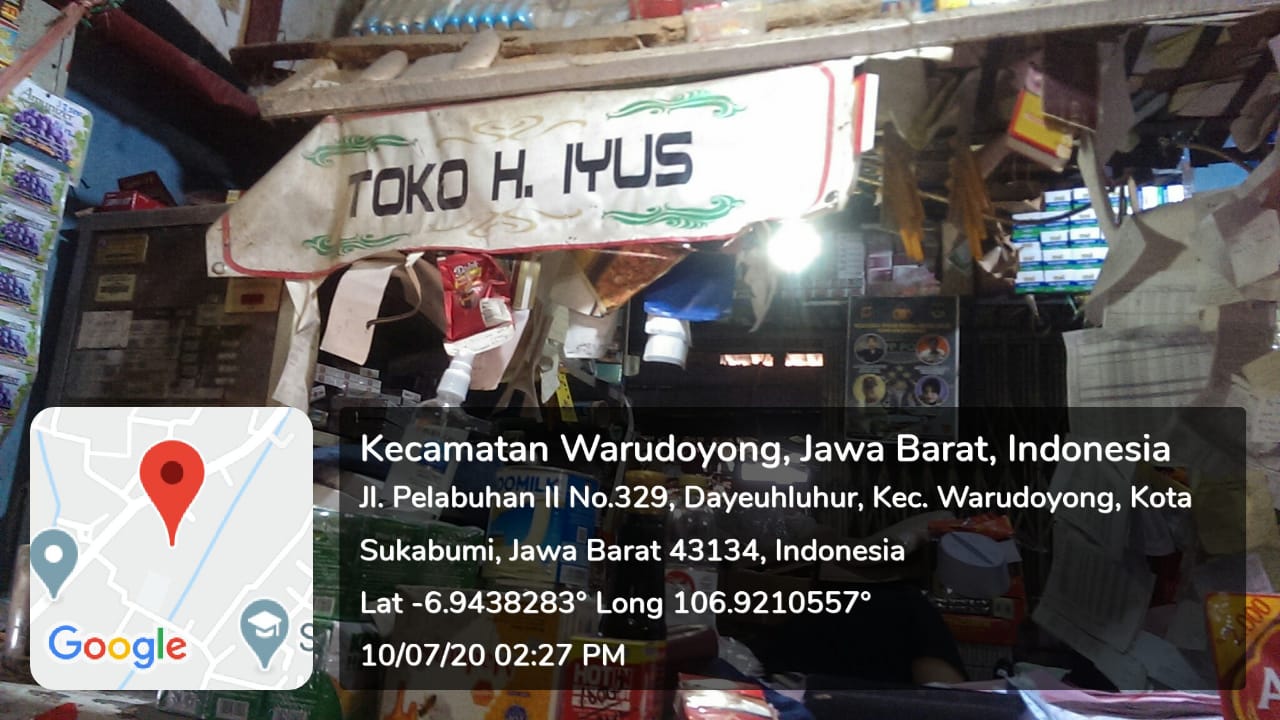 TOKO H. IYUS
Kecamatan Warudoyong, Jawa Barat, Indonesia
Jl. Pelabuhan II No.329, Dayeuhluhur, Kec. Warudoyong, Kota
Sukabumi, Jawa Barat 43134, Indonesia
Lat -6.9438283° Long 106.9210557°
10/07/20 02:27 PM
Google